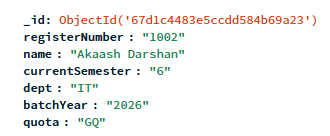 _id: ObjectId('67d1c4483e5ccdd584b69a23')
registerNumber : "1002"
name : "Akaash Darshan"
currentSemester : "6"
dept : "IT"
batchYear : "2026"
quota : "GQ"